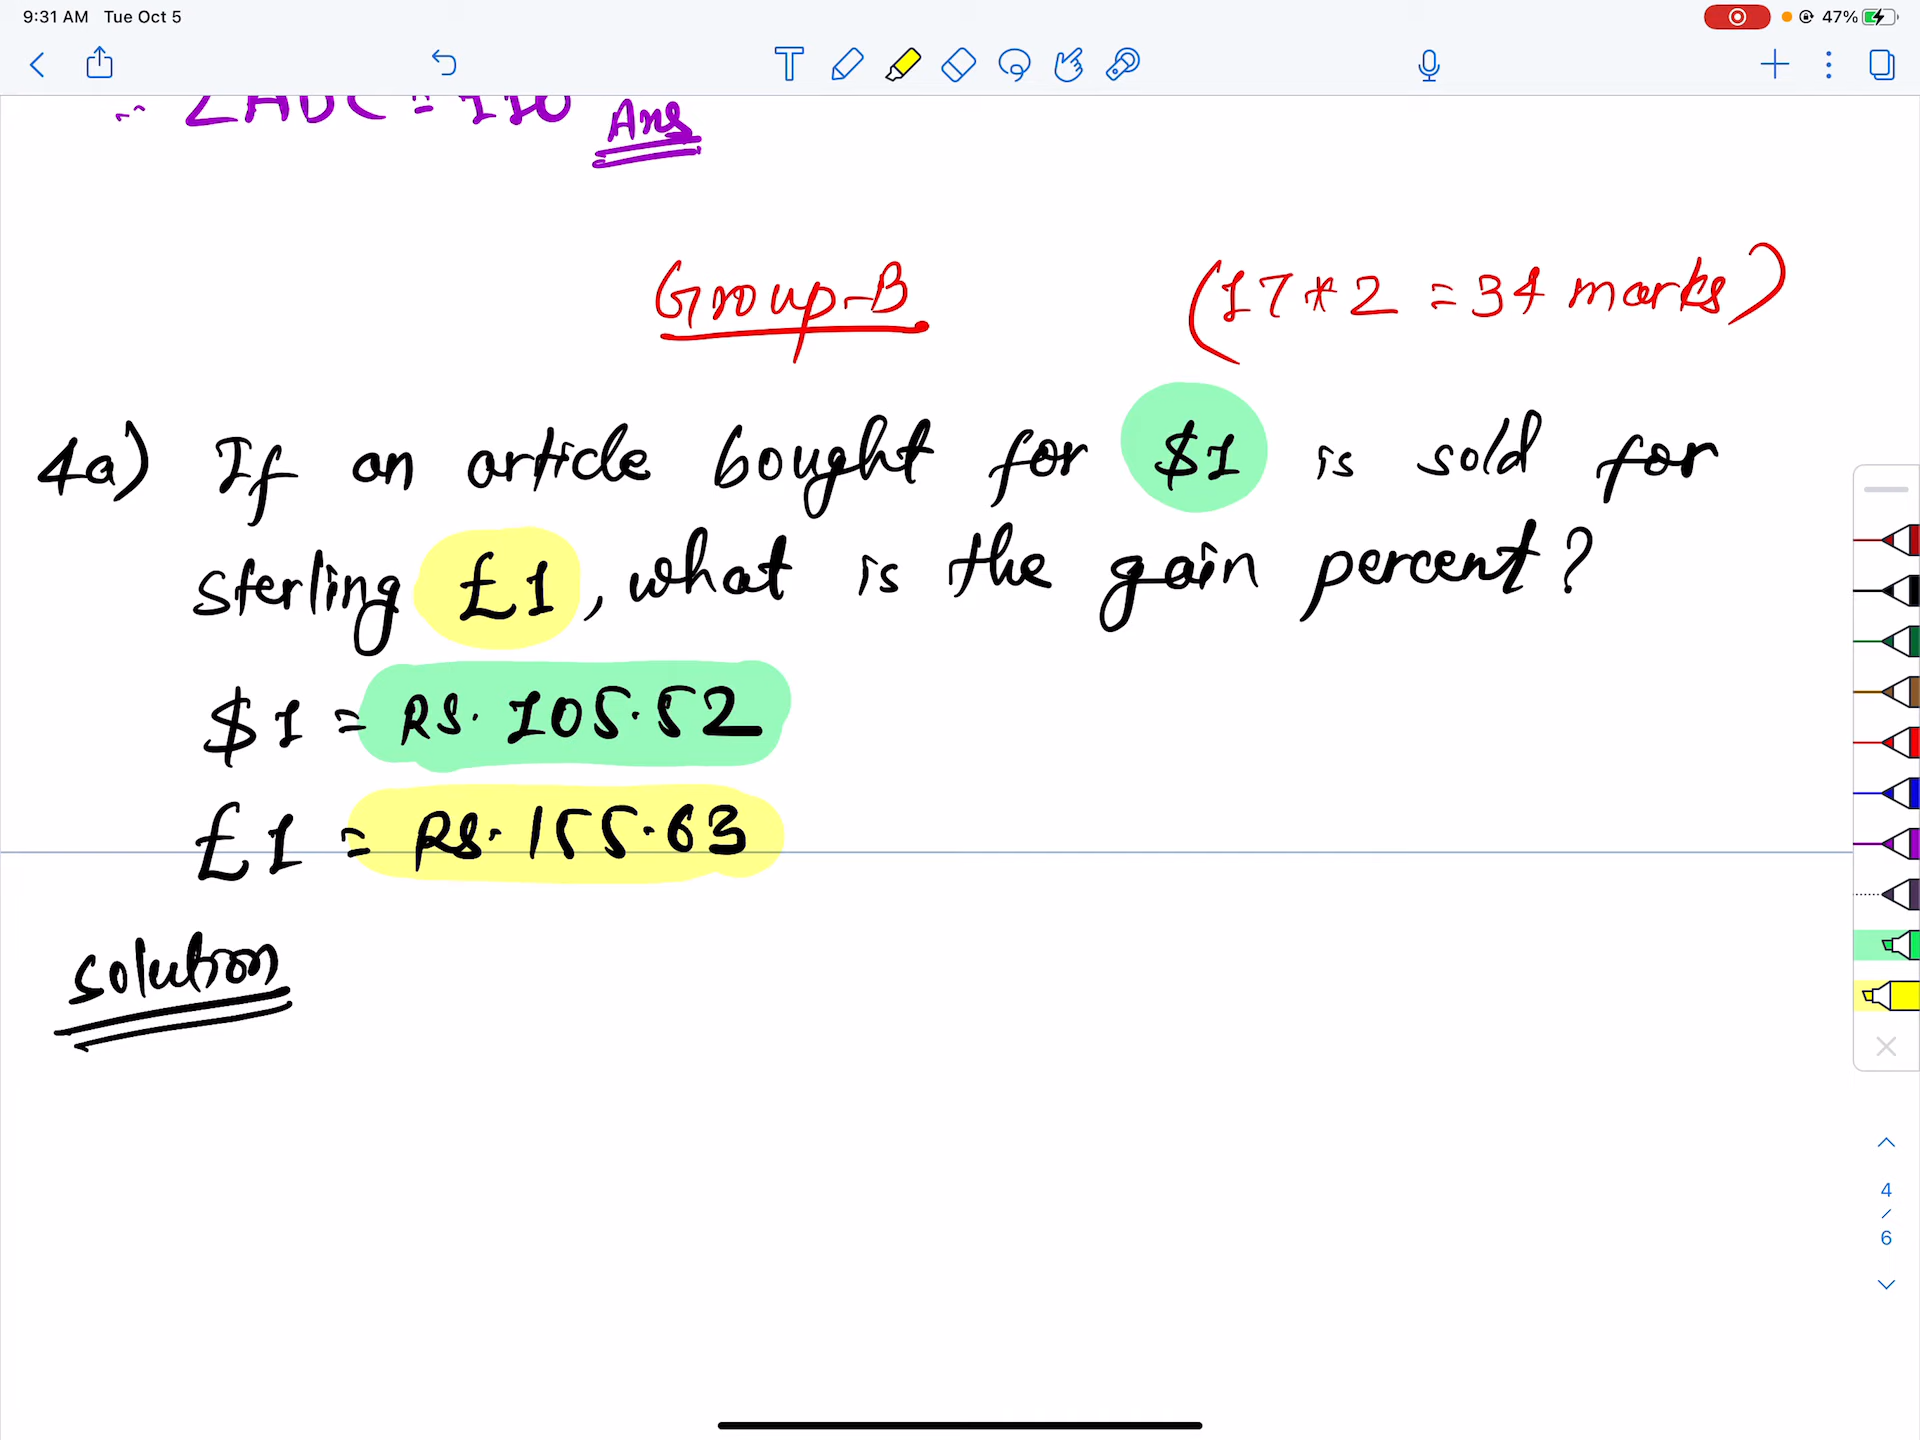 9:31 AM Tue Oct 5
47%
Ans
Group-B (17*2 = 34 marks)
4a) If an article bought for $1 is sold for
sterling £1, what is the gain percent?
$1 = RS. 105.52
£1 = RS. 155.63
solution
4
/
6